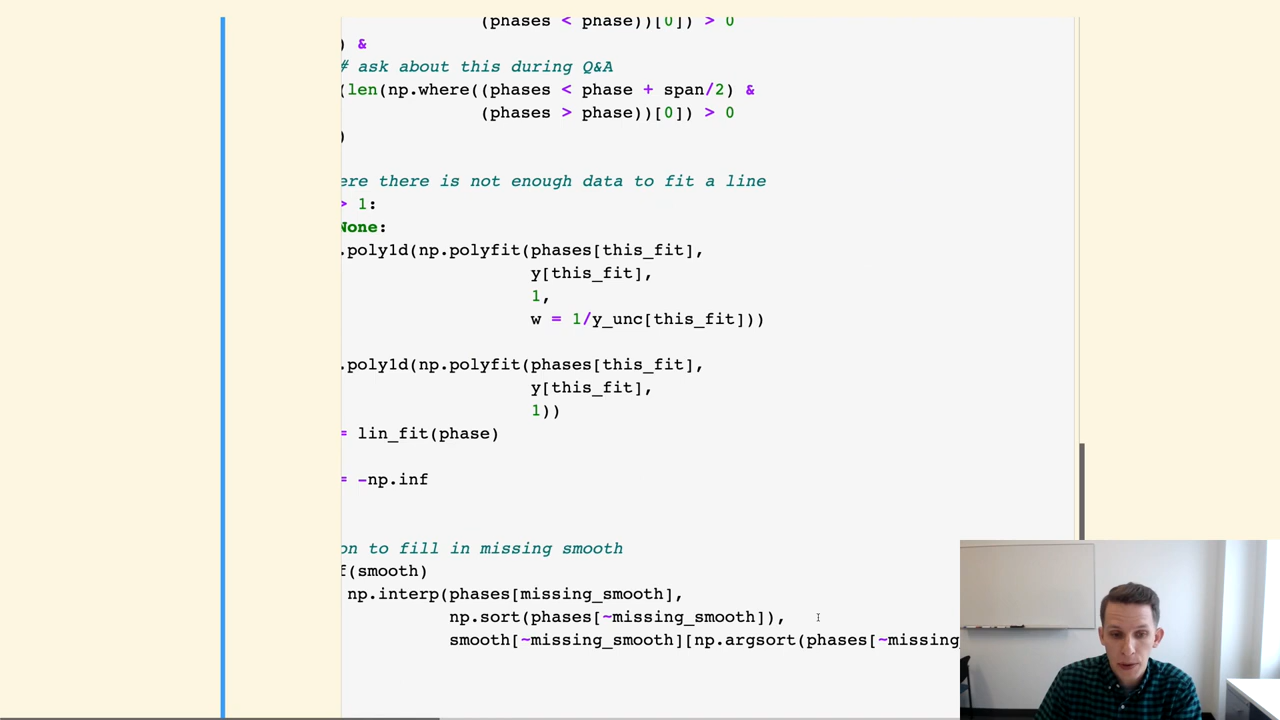 (phases < phase))[0]) > 0
) &
# ask about this during Q&A
(len(np.where((phases < phase + span/2) &
(phases > phase))[0]) > 0
)
ere there is not enough data to fit a line
> 1:
None:
.poly1d(np.polyfit(phases[this_fit],
y[this_fit],
1,
w = 1/y_unc[this_fit]))
.poly1d(np.polyfit(phases[this_fit],
y[this_fit],
1))
= lin_fit(phase)
= -np.inf
on to fill in missing smooth
f(smooth)
np.interp(phases[missing_smooth],
np.sort(phases[~missing_smooth]),
smooth[~missing_smooth][np.argsort(phases[~missing